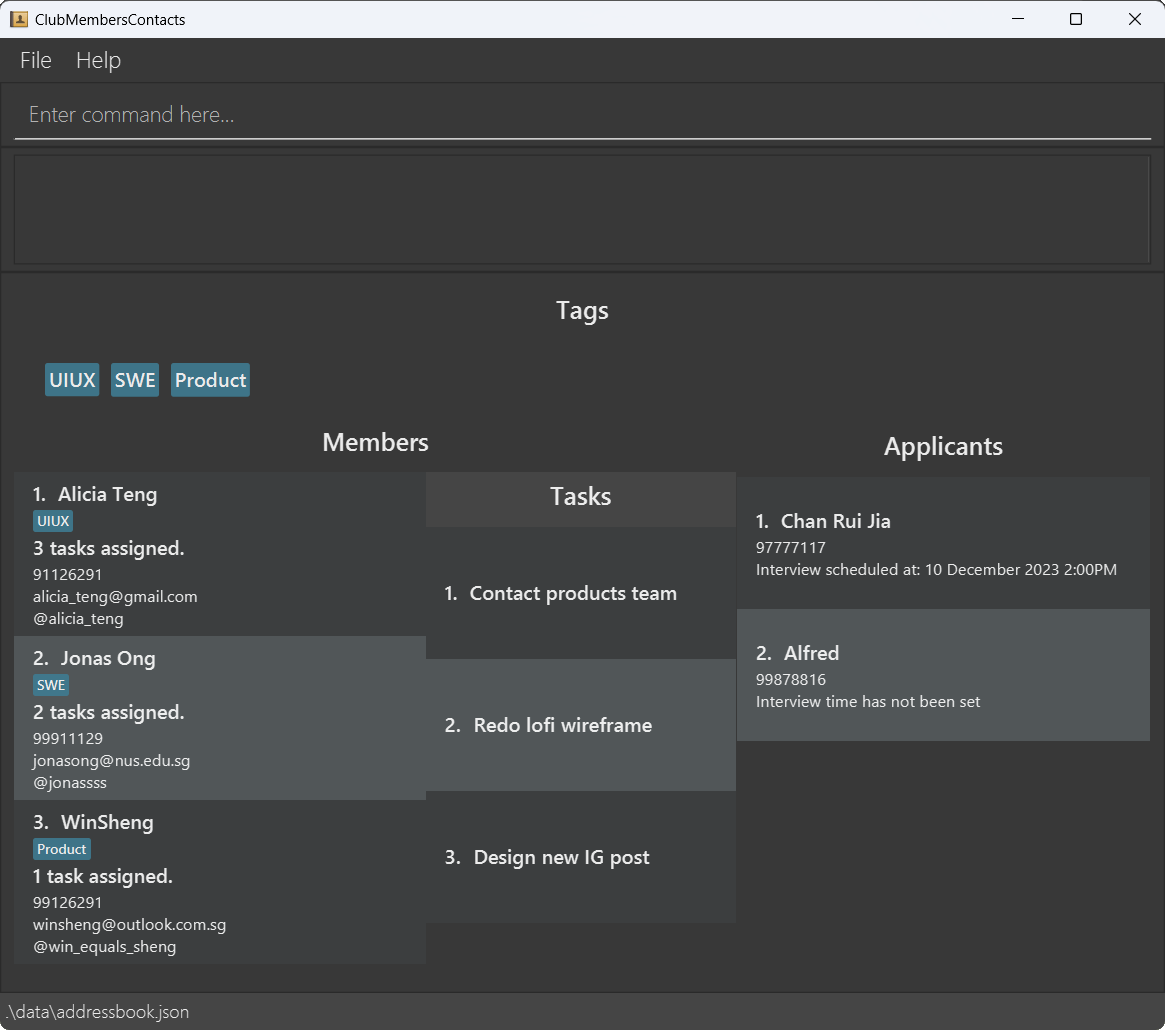 ClubMembersContacts
File Help
Enter command here...
Tags
UIUX SWE Product
Members
1. Alicia Teng
UIUX
3 tasks assigned.
91126291
alicia_teng@gmail.com
@alicia_teng
2. Jonas Ong
SWE
2 tasks assigned.
99911129
jonasong@nus.edu.sg
@jonassss
3. WinSheng
Product
1 task assigned.
99126291
winsheng@outlook.com.sg
@win_equals_sheng
Tasks
1. Contact products team
2. Redo lofi wireframe
3. Design new IG post
Applicants
1. Chan Rui Jia
97777117
Interview scheduled at: 10 December 2023 2:00PM
2. Alfred
99878816
Interview time has not been set
.\data\addressbook.json